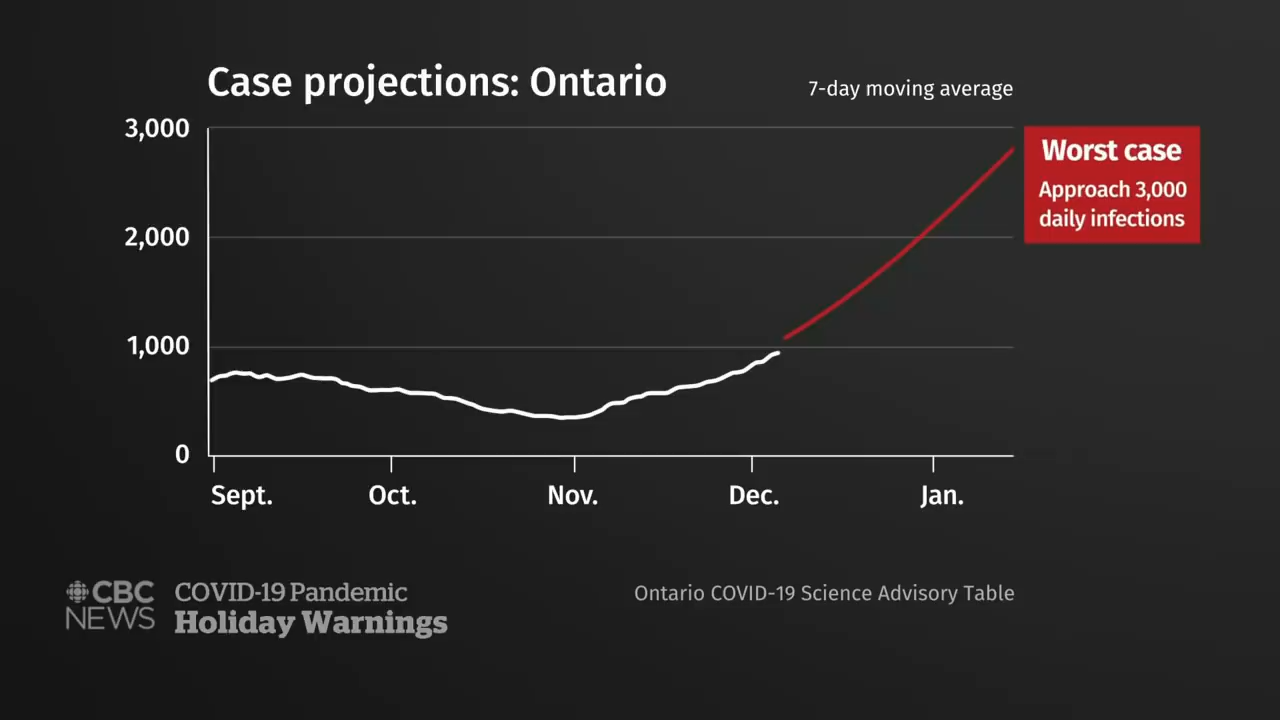 Case projections: Ontario
7-day moving average
3,000
2,000
1,000
0
Worst case
Approach 3,000
daily infections
Sept.
Oct.
Nov.
Dec.
Jan.
CBC
NEWS
COVID-19 Pandemic
Holiday Warnings
Ontario COVID-19 Science Advisory Table